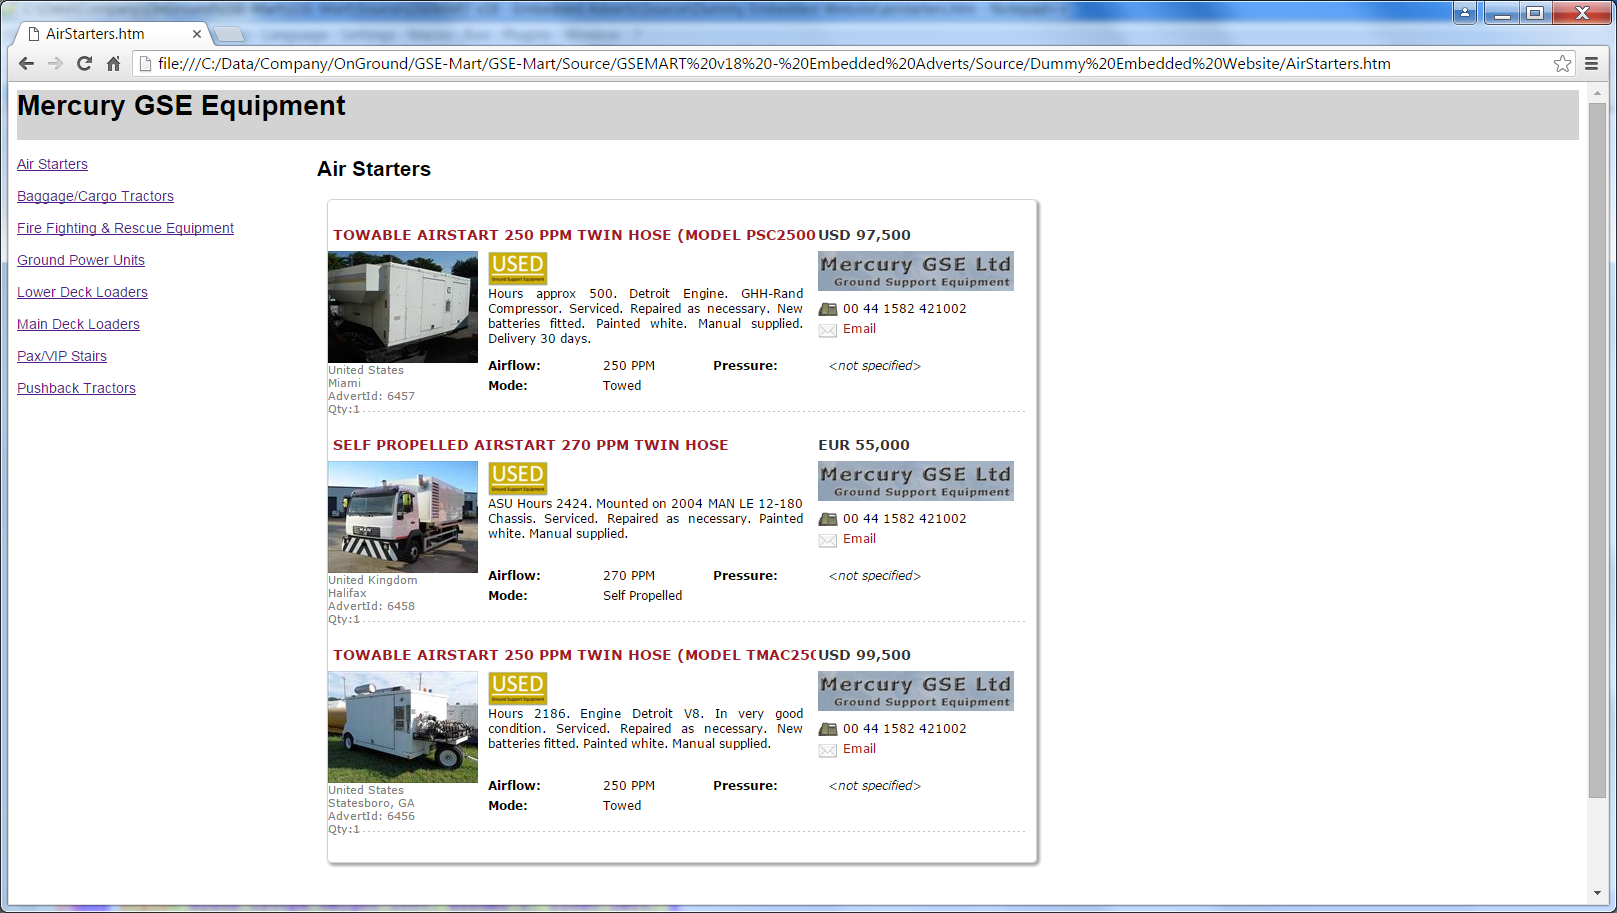 AirStarters.htm
file:///C:/Data/Company/OnGround/GSE-Mart/GSE-Mart/Source/GSEMART%20v18%20-%20Embedded%20Adverts/Source/Dummy%20Embedded%20Website/AirStarters.htm
Mercury GSE Equipment
Air Starters
Baggage/Cargo Tractors
Fire Fighting & Rescue Equipment
Ground Power Units
Lower Deck Loaders
Main Deck Loaders
Pax/VIP Stairs
Pushback Tractors
Air Starters
TOWABLE AIRSTART 250 PPM TWIN HOSE (MODEL PSC2500 USD 97,500
USED
Ground Support Equipment
Hours approx 500. Detroit Engine. GHH-Rand
Compressor. Serviced. Repaired as necessary. New
batteries fitted. Painted white. Manual supplied.
Delivery 30 days.
Mercury GSE Ltd
Ground Support Equipment
00 44 1582 421002
Email
Airflow: 250 PPM Pressure: <not specified>
Mode: Towed
United States
Miami
AdvertId: 6457
Qty:1
SELF PROPELLED AIRSTART 270 PPM TWIN HOSE EUR 55,000
USED
Ground Support Equipment
ASU Hours 2424. Mounted on 2004 MAN LE 12-180
Chassis. Serviced. Repaired as necessary. Painted
white. Manual supplied.
Mercury GSE Ltd
Ground Support Equipment
00 44 1582 421002
Email
Airflow: 270 PPM Pressure: <not specified>
Mode: Self Propelled
United Kingdom
Halifax
AdvertId: 6458
Qty:1
TOWABLE AIRSTART 250 PPM TWIN HOSE (MODEL TMAC250 USD 99,500
USED
Ground Support Equipment
Hours 2186. Engine Detroit V8. In very good
condition. Serviced. Repaired as necessary. New
batteries fitted. Painted white. Manual supplied.
Mercury GSE Ltd
Ground Support Equipment
00 44 1582 421002
Email
Airflow: 250 PPM Pressure: <not specified>
Mode: Towed
United States
Statesboro, GA
AdvertId: 6456
Qty:1